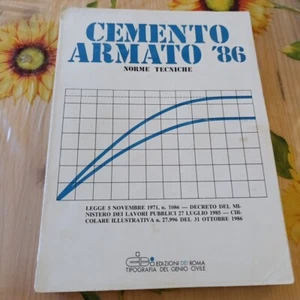 CEMENTO
ARMATO '86
NORME TECNICHE
LEGGE 5 NOVEMBRE 1971, n. 1086 — DECRETO DEL MI-
NISTERO DEI LAVORI PUBBLICI 27 LUGLIO 1985 — CIR-
COLARE ILLUSTRATIVA n. 27.996 DEL 31 OTTOBRE 1986
EDIZIONI DEI ROMA
TIPOGRAFIA DEL GENIO CIVILE